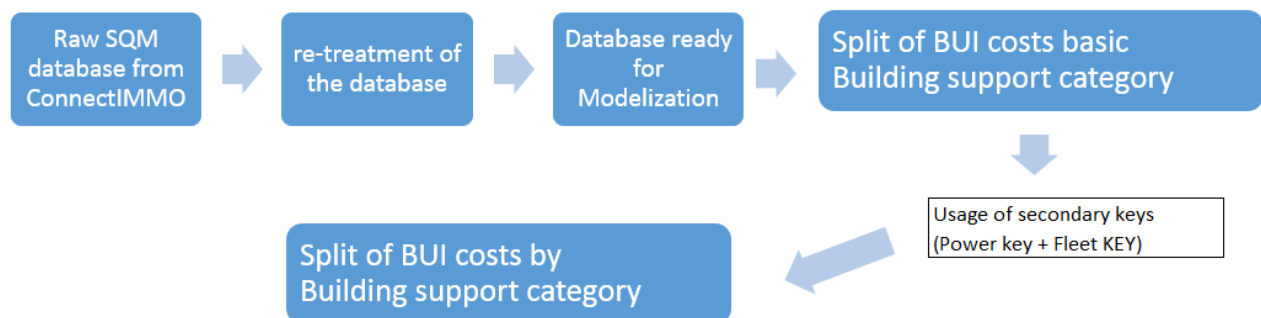 Raw SQM
database from
ConnectIMMO
re-treatment of
the database
Database ready
for
Modelization
Split of BUI costs basic
Building support category
Usage of secondary keys
(Power key + Fleet KEY)
Split of BUI costs by
Building support category